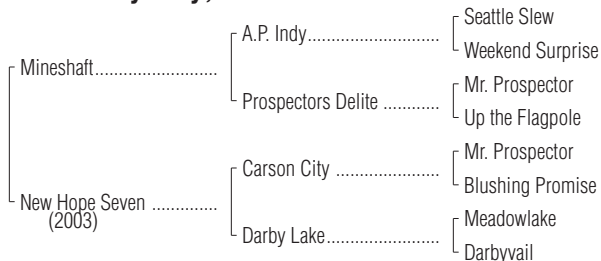 Seattle Slew
A.P. Indy..............................
Weekend Surprise
Mineshaft..........................
Mr. Prospector
Prospectors Delite ............
Up the Flagpole
Mr. Prospector
Carson City ......................
Blushing Promise
New Hope Seven ..............
(2003)
Meadowlake
Darby Lake........................
Darbyvail